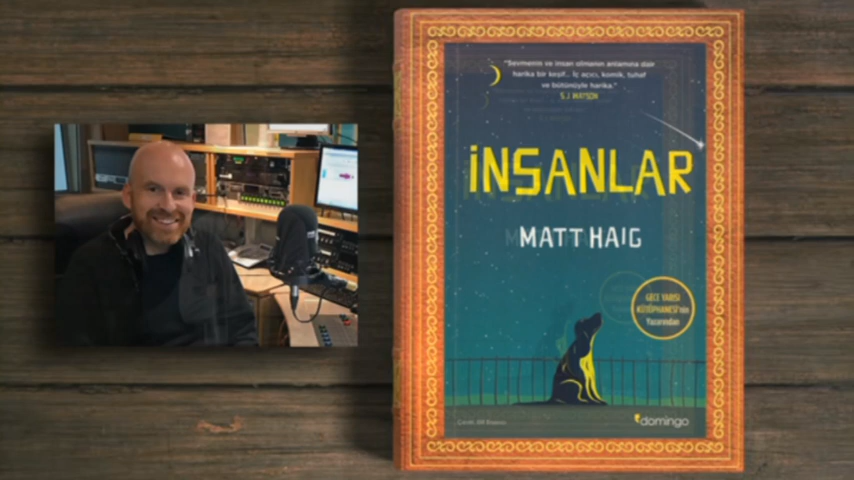 "Sevmenin ve insan olmanın anlamına dair
harika bir keşif... İç açıcı, komik, tuhaf
ve bütünüyle harika."
S.J. WATSON
İNSANLAR
MATT HAIG
GECE YARISI
KÜTÜPHANESİ'nin
Yazarından
domingo